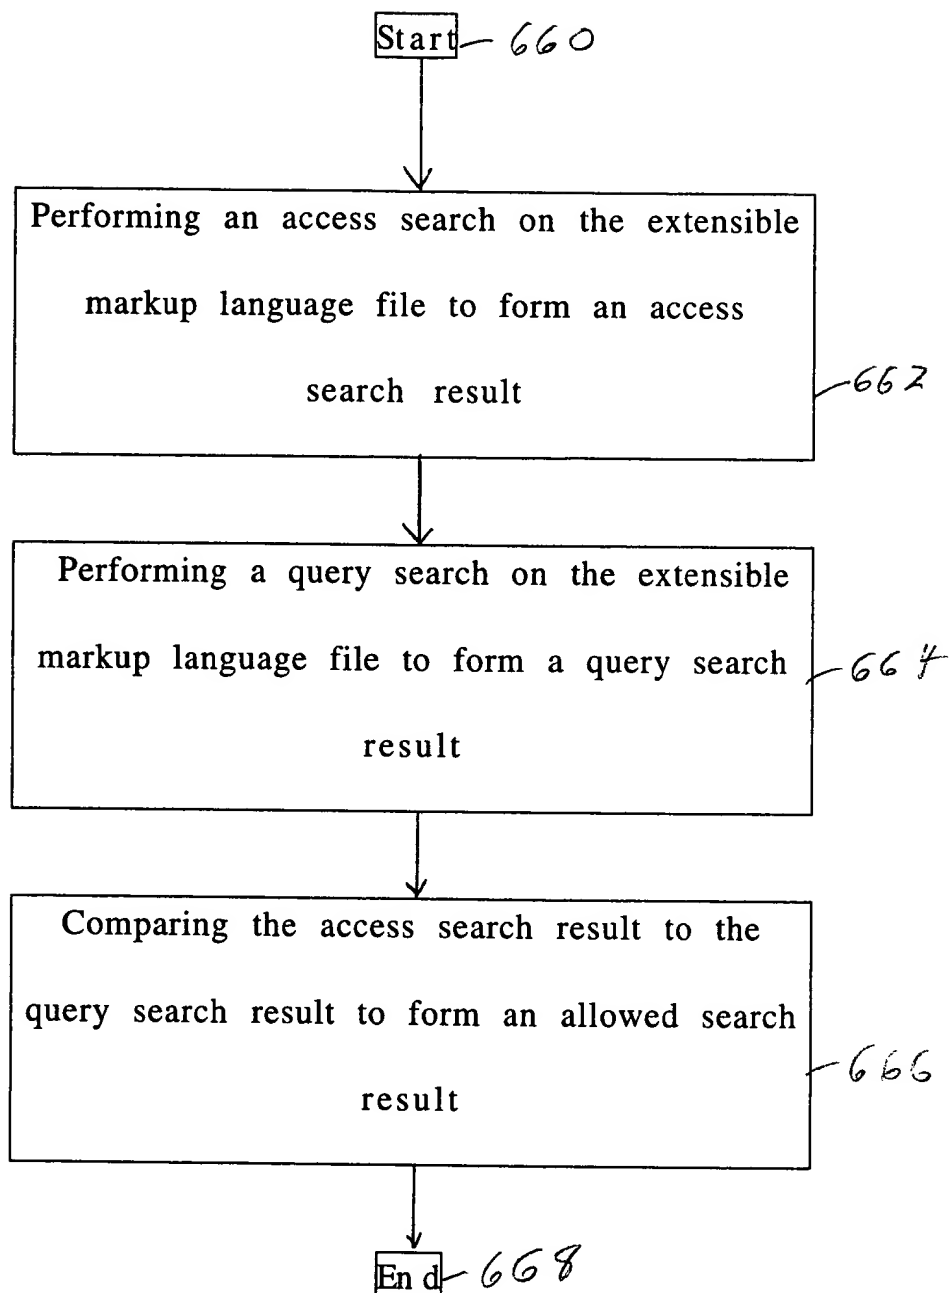 Start 660
Performing an access search on the extensible
markup language file to form an access
search result
662
Performing a query search on the extensible
markup language file to form a query search
664
result
Comparing the access search result to the
query search result to form an allowed search
666
result
End 668